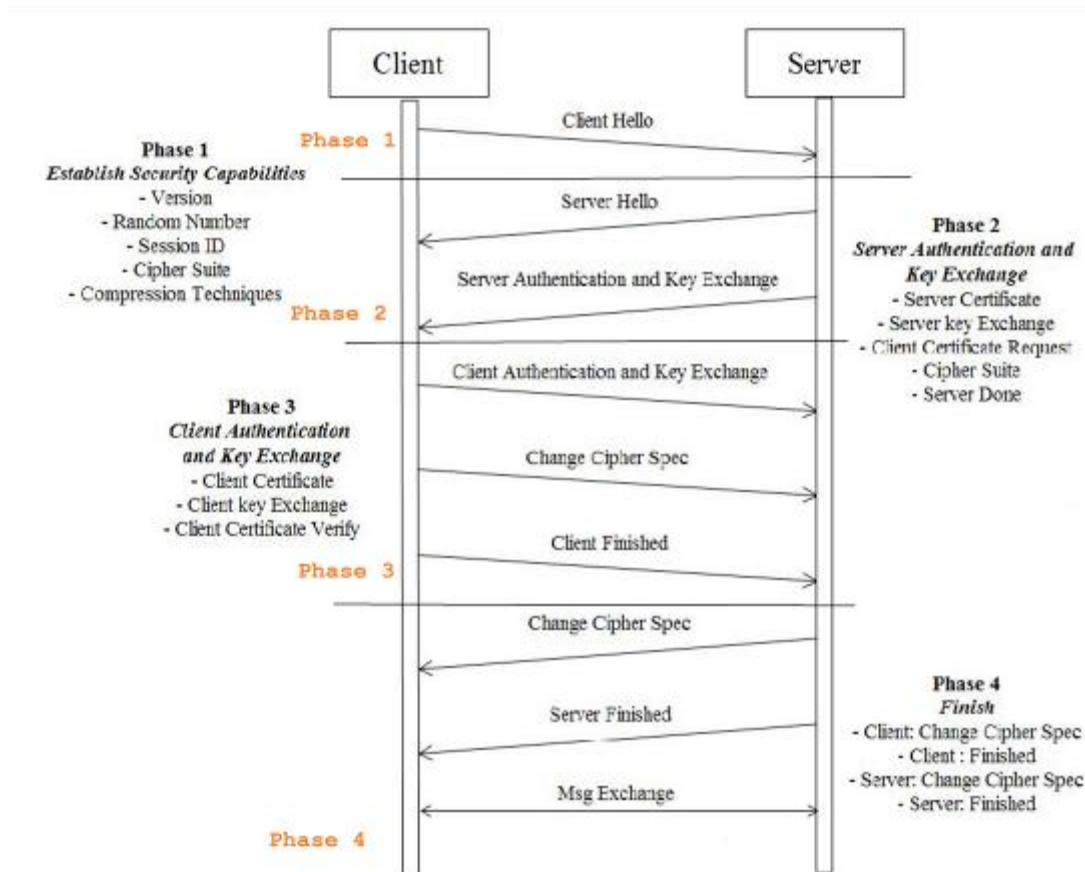 Client
Server
Client Hello
Phase 1
Phase 1
Establish Security Capabilities
- Version
- Random Number
- Session ID
- Cipher Suite
- Compression Techniques
Server Hello
Phase 2
Server Authentication and
Key Exchange
- Server Certificate
- Server key Exchange
- Client Certificate Request
- Cipher Suite
- Server Done
Server Authentication and Key Exchange
Phase 2
Client Authentication and Key Exchange
Phase 3
Client Authentication
and Key Exchange
- Client Certificate
- Client key Exchange
- Client Certificate Verify
Change Cipher Spec
Client Finished
Phase 3
Change Cipher Spec
Server Finished
Phase 4
Finish
- Client: Change Cipher Spec
- Client : Finished
- Server: Change Cipher Spec
- Server: Finished
Msg Exchange
Phase 4